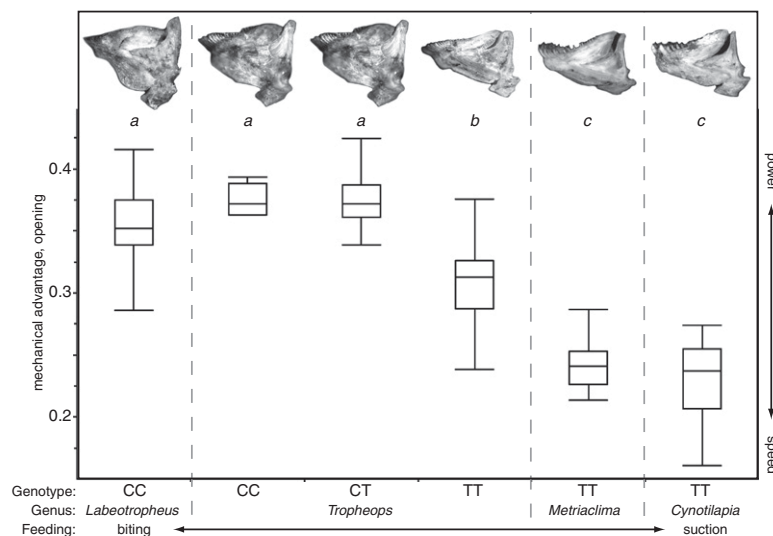 a a a b c c
power
0.4
0.3
0.2
mechanical advantage, opening
speed
Genotype: CC CC CT TT TT TT
Genus: Labeotropheus Tropheops Metriaclima Cynotilapia
Feeding: biting suction